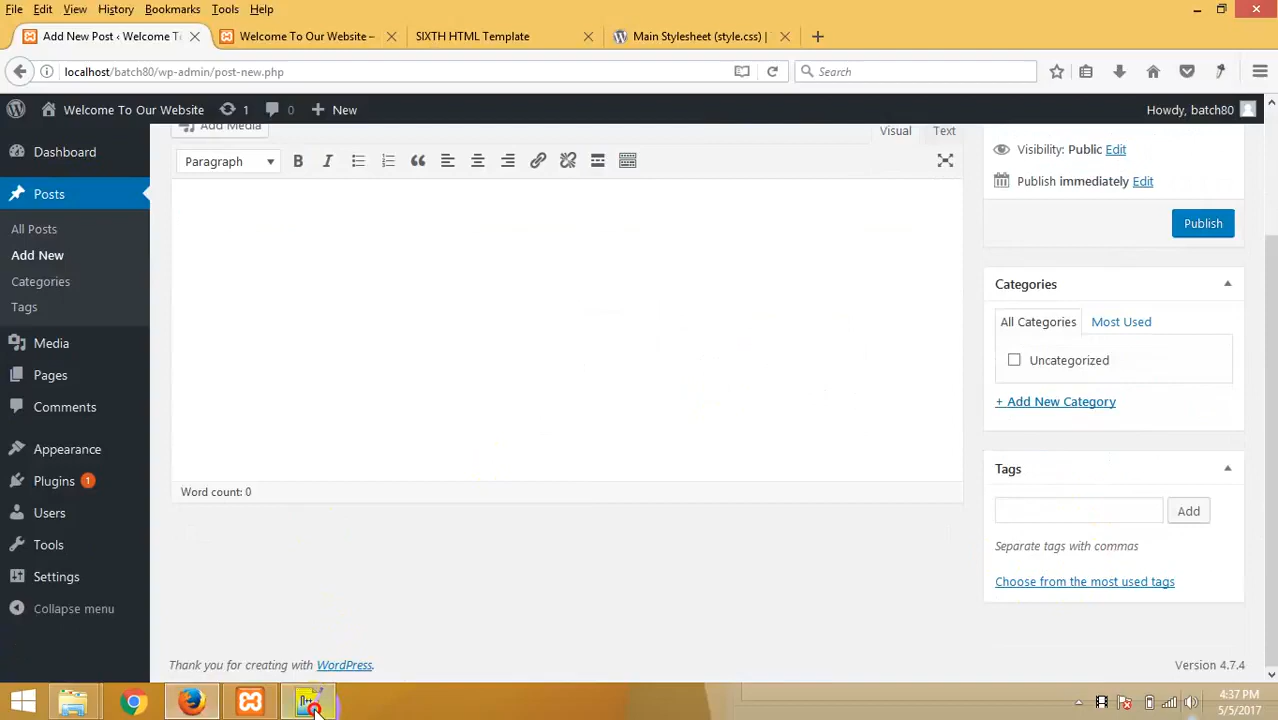 File Edit View History Bookmarks Tools Help
Add New Post ‹ Welcome T
Welcome To Our Website –
SIXTH HTML Template
Main Stylesheet (style.css) |
localhost/batch80/wp-admin/post-new.php
Search
Welcome To Our Website 1 0 New Howdy, batch80
Dashboard
Posts
All Posts
Add New
Categories
Tags
Media
Pages
Comments
Appearance
Plugins 1
Users
Tools
Settings
Collapse menu
Add Media
Visual Text
Paragraph
Word count: 0
Visibility: Public Edit
Publish immediately Edit
Publish
Categories
All Categories Most Used
Uncategorized
+ Add New Category
Tags
Add
Separate tags with commas
Choose from the most used tags
Thank you for creating with WordPress.
Version 4.7.4
4:37 PM
5/5/2017